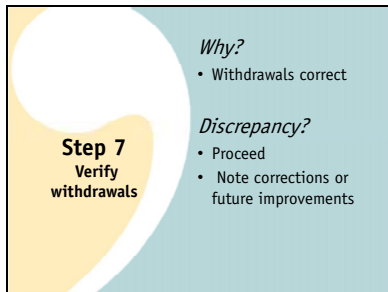 Why?
• Withdrawals correct
Discrepancy?
• Proceed
• Note corrections or
future improvements
Step 7
Verify
withdrawals